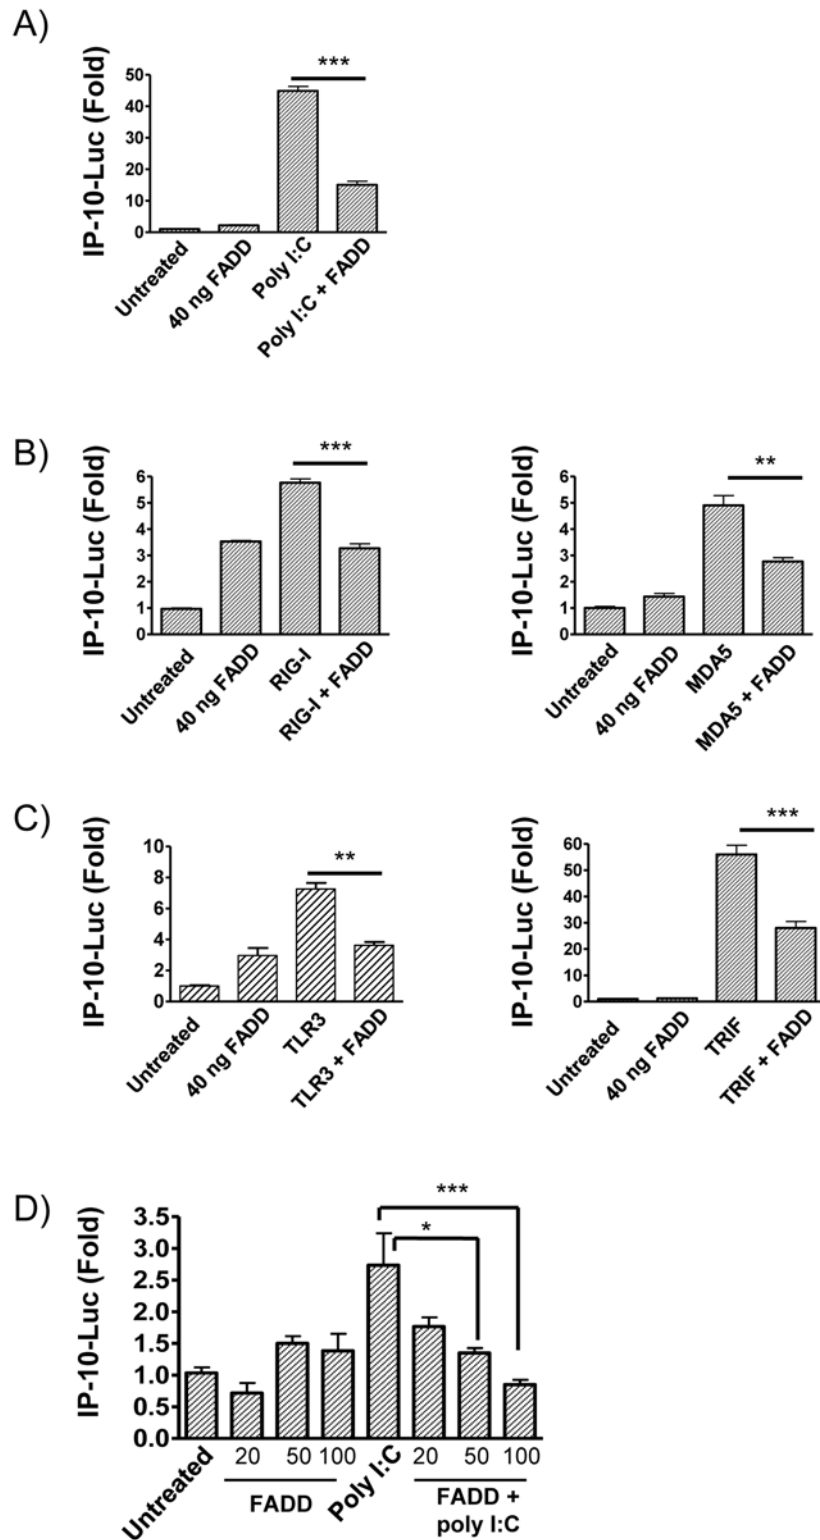 A)
IP-10-Luc (Fold)
50
40
30
20
10
0
***
Untreated
40 ng FADD
Poly I:C
Poly I:C + FADD
B)
IP-10-Luc (Fold)
6
5
4
3
2
1
0
***
Untreated
40 ng FADD
RIG-I
RIG-I + FADD
IP-10-Luc (Fold)
6
5
4
3
2
1
0
**
Untreated
40 ng FADD
MDA5
MDA5 + FADD
C)
IP-10-Luc (Fold)
10
8
6
4
2
0
**
Untreated
40 ng FADD
TLR3
TLR3 + FADD
IP-10-Luc (Fold)
60
50
40
30
20
10
0
***
Untreated
40 ng FADD
TRIF
TRIF + FADD
D)
IP-10-Luc (Fold)
3.5
3.0
2.5
2.0
1.5
1.0
0.5
0.0
***
*
Untreated
20 50 100
FADD
Poly I:C
20 50 100
FADD +
poly I:C